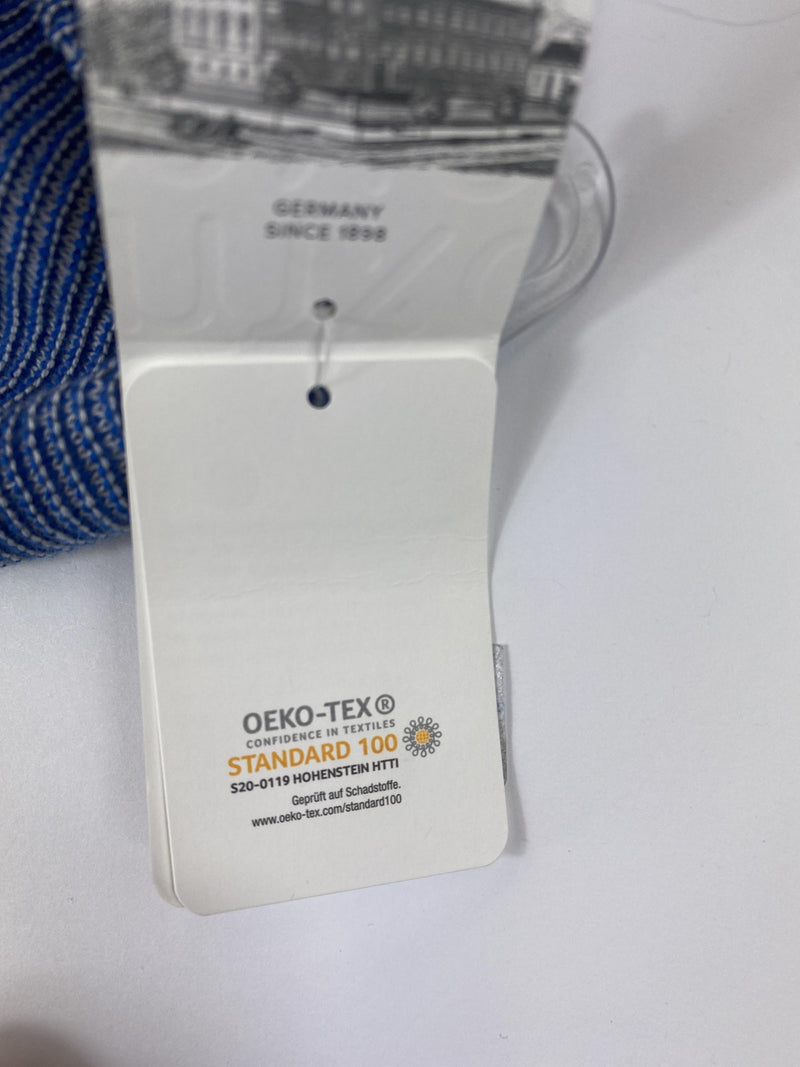 GERMANY
SINCE 1898
OEKO-TEX®
CONFIDENCE IN TEXTILES
STANDARD 100
S20-0119 HOHENSTEIN HTTI
Geprüft auf Schadstoffe.
www.oeko-tex.com/standard100